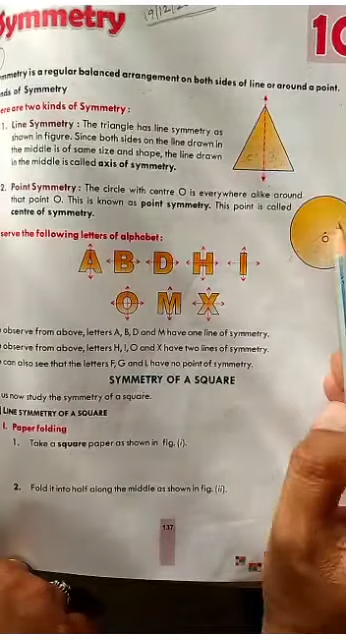 Symmetry
10
mmetry is a regular balanced arrangement on both sides of line or around a point.
nds of Symmetry
ere are two kinds of Symmetry :
1. Line Symmetry : The triangle has line symmetry as
shown in figure. Since both sides on the line drawn in
the middle is of same size and shape, the line drawn
in the middle is called axis of symmetry.
2. Point Symmetry : The circle with centre O is everywhere alike around
that point O. This is known as point symmetry. This point is called
centre of symmetry.
O
serve the following letters of alphabet :
A B D H I
O M X
observe from above, letters A, B, D and M have one line of symmetry.
observe from above, letters H, I, O and X have two lines of symmetry.
can also see that the letters F, G and L have no point of symmetry.
SYMMETRY OF A SQUARE
us now study the symmetry of a square.
LINE SYMMETRY OF A SQUARE
I. Paper folding
1. Take a square paper as shown in fig. (i).
2. Fold it into half along the middle as shown in fig. (ii).
137